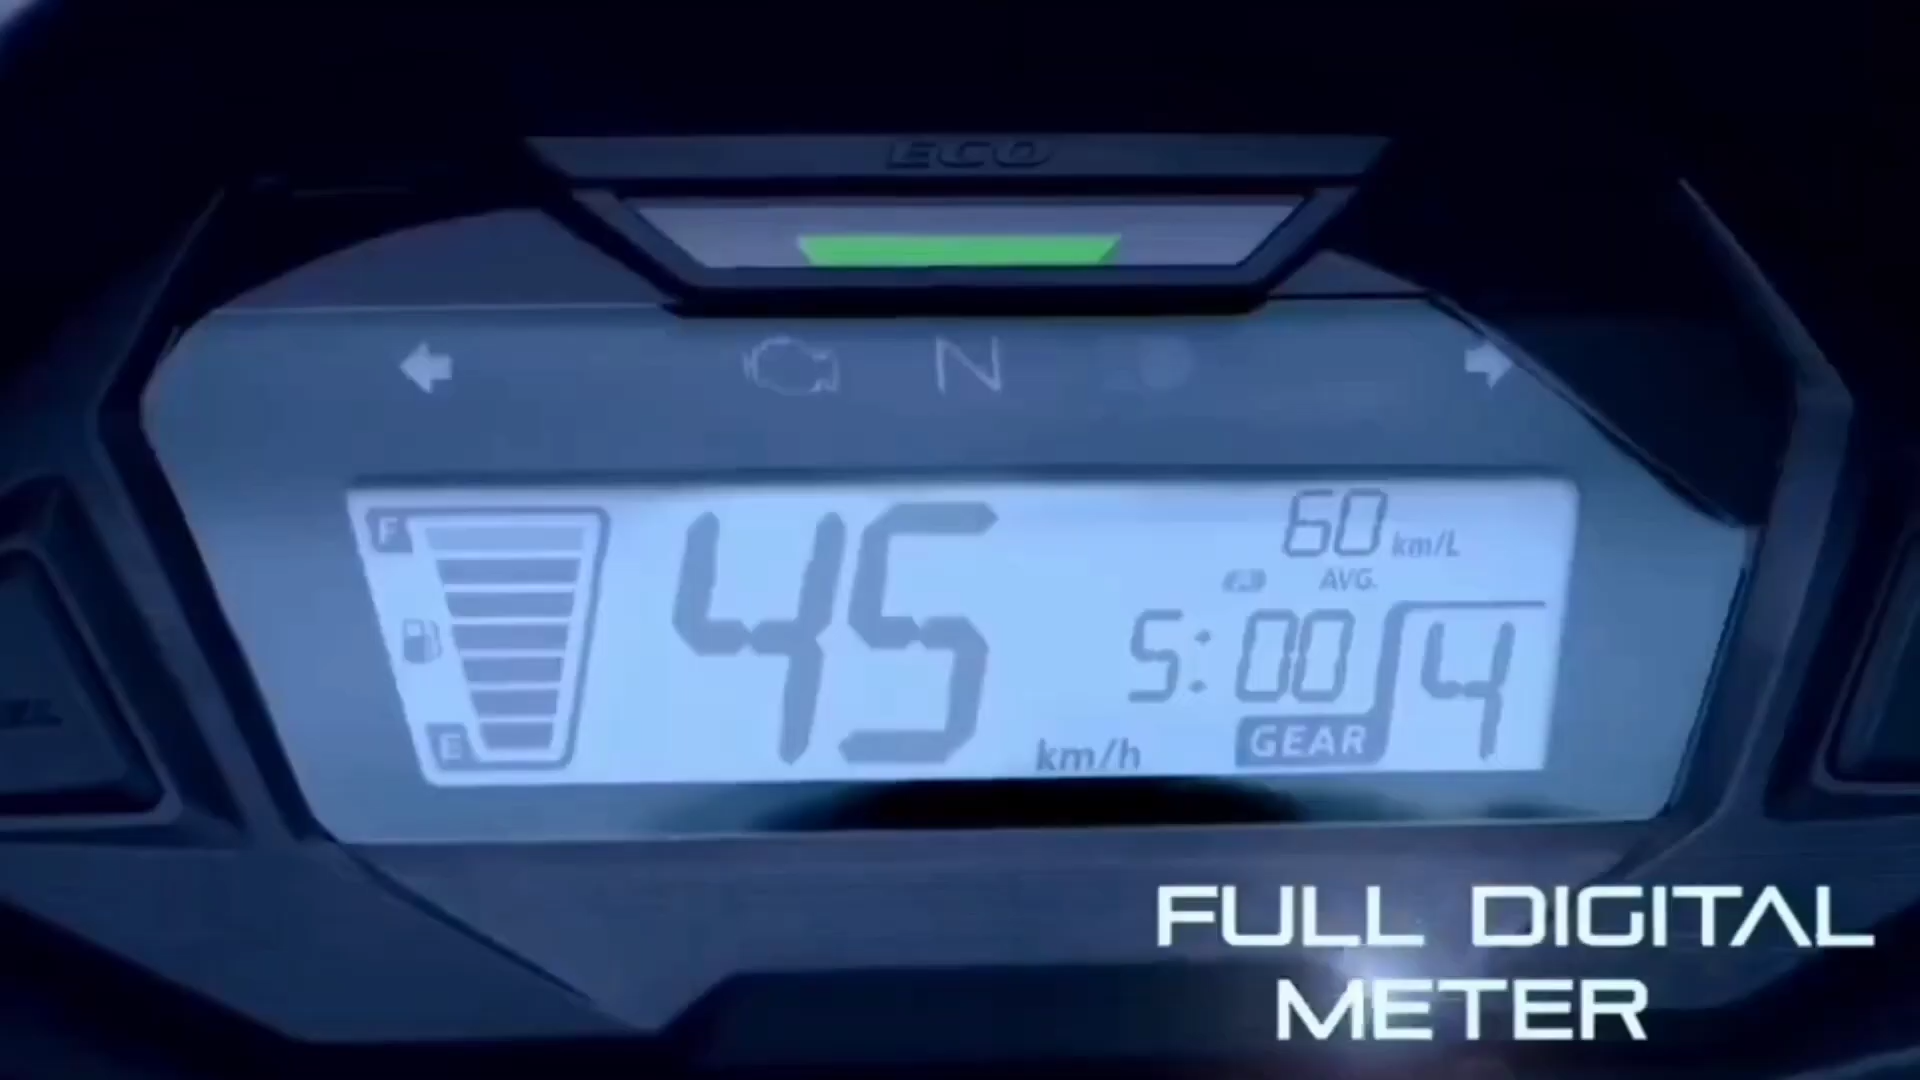 ECO
N
F
45
60 km/L
AVG.
5:00
4
E
km/h
GEAR
FULL DIGITAL
METER